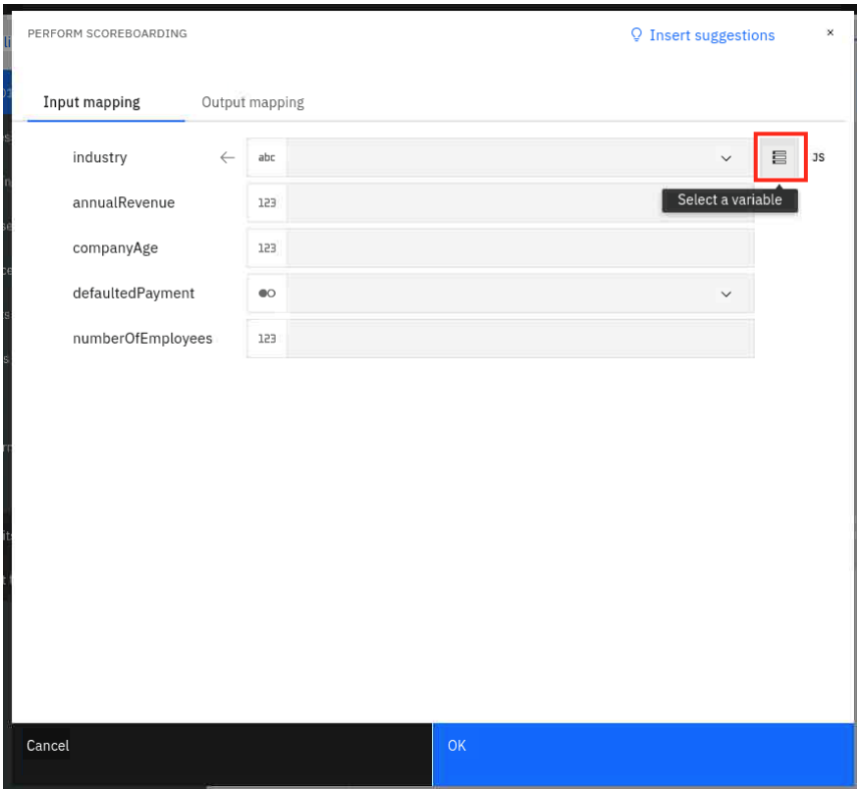 PERFORM SCOREBOARDING
Insert suggestions
×
Input mapping
Output mapping
industry
abc
JS
Select a variable
annualRevenue
123
companyAge
123
defaultedPayment
numberOfEmployees
123
Cancel
OK